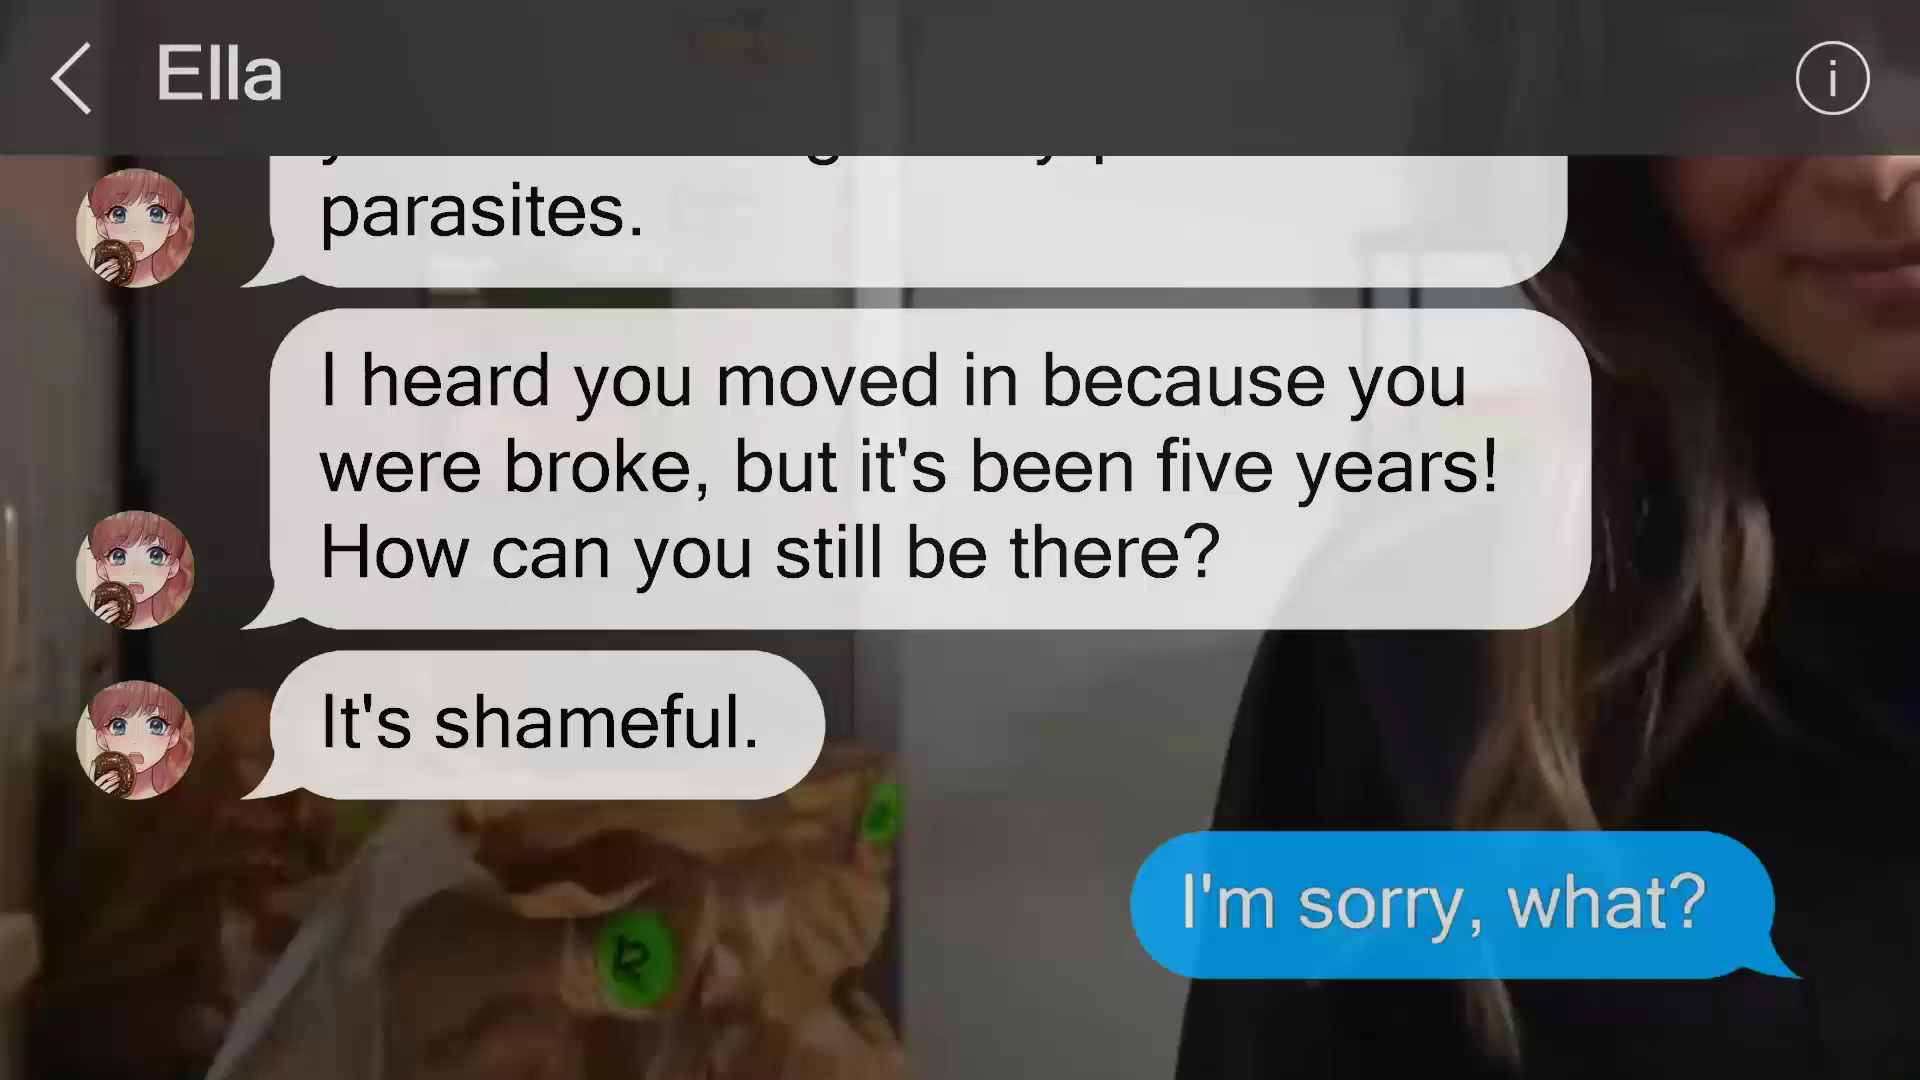 Ella
parasites.
I heard you moved in because you
were broke, but it's been five years!
How can you still be there?
It's shameful.
I'm sorry, what?